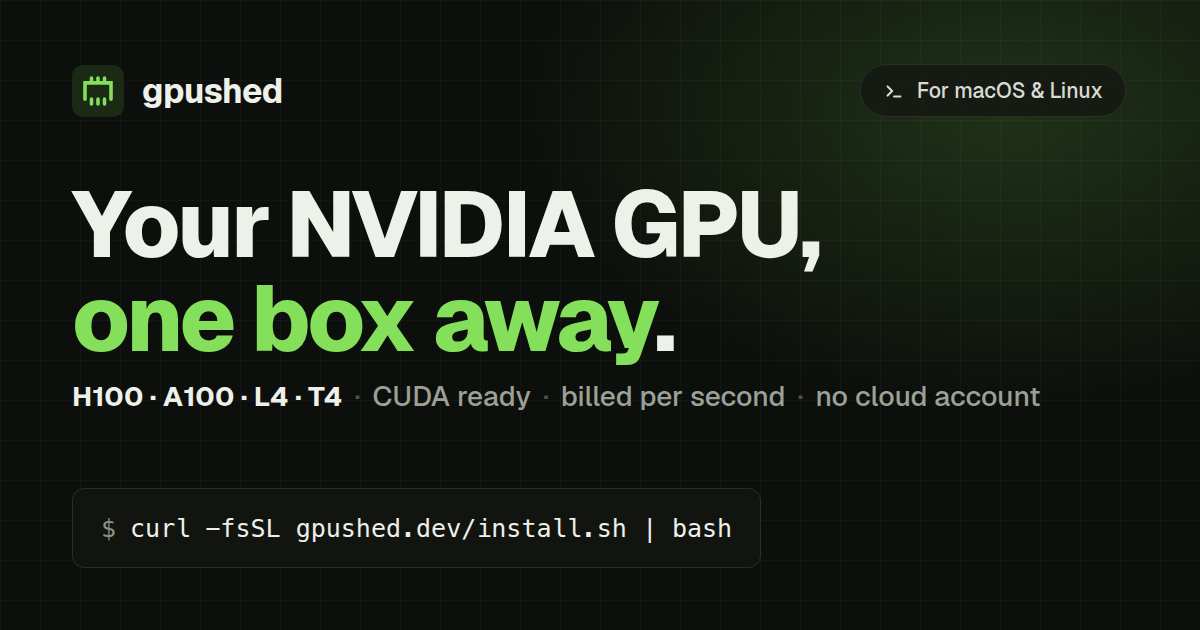 gpushed
For macOS & Linux
Your NVIDIA GPU,
one box away.
H100 · A100 · L4 · T4 · CUDA ready · billed per second · no cloud account
$ curl -fsSL gpushed.dev/install.sh | bash